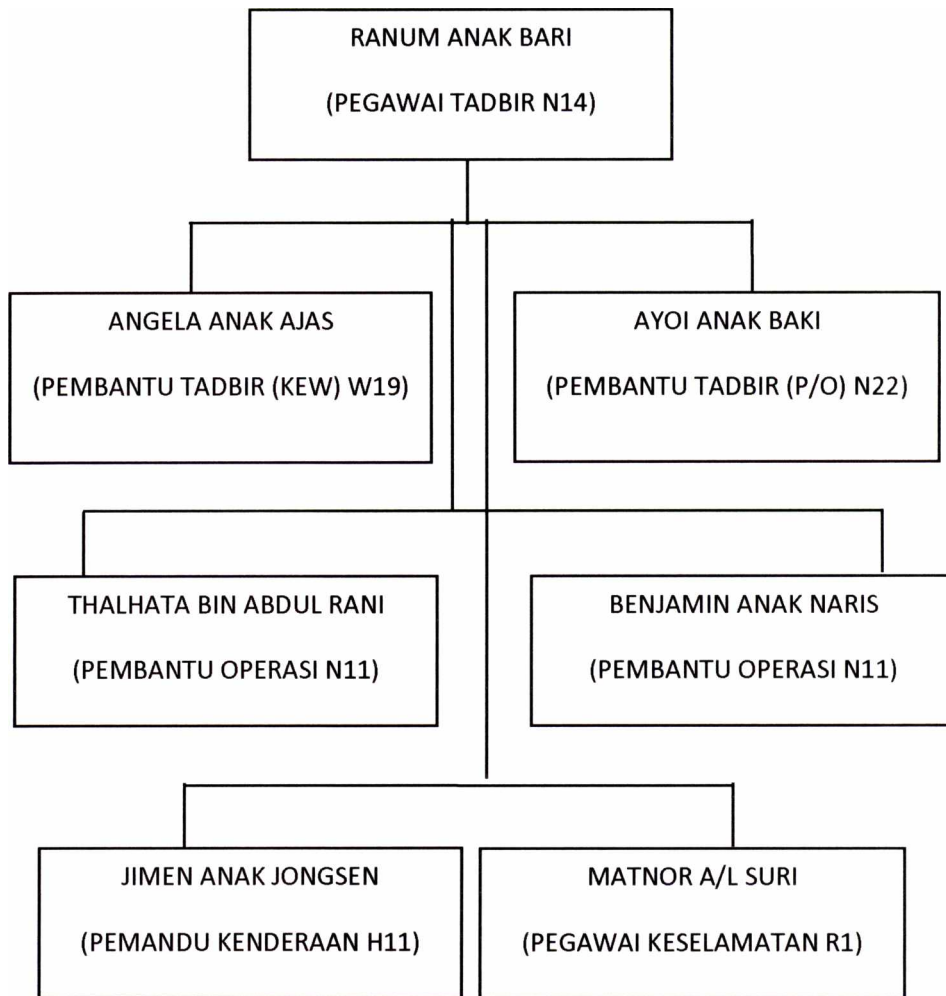 RANUM ANAK BARI
(PEGAWAI TADBIR N14)
ANGELA ANAK AJAS
(PEMBANTU TADBIR (KEW) W19)
AYOI ANAK BAKI
(PEMBANTU TADBIR (P/O) N22)
THALHATA BIN ABDUL RANI
(PEMBANTU OPERASI N11)
BENJAMIN ANAK NARIS
(PEMBANTU OPERASI N11)
JIMEN ANAK JONGSEN
(PEMANDU KENDERAAN H11)
MATNOR A/L SURI
(PEGAWAI KESELAMATAN R1)